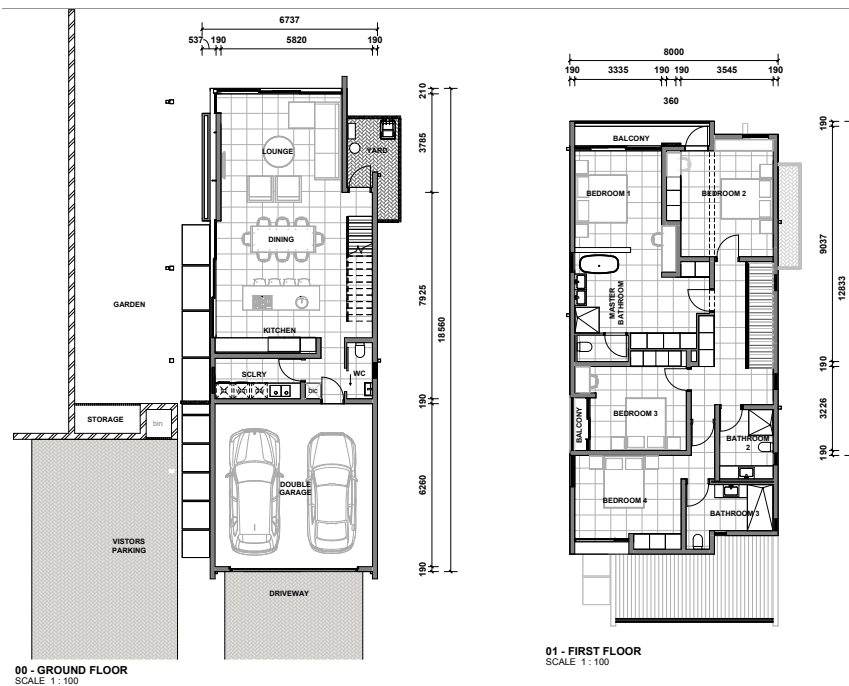 6737
537 190 5820 190
210
3785
7925
18560
190
6260
190
LOUNGE
YARD
DINING
KITCHEN
GARDEN
SCLRY
WC
bic
STORAGE
bin
DOUBLE
GARAGE
VISTORS
PARKING
DRIVEWAY
00 - GROUND FLOOR
SCALE 1 : 100
8000
190 3335 190 190 3545 190
360
BALCONY
BEDROOM 1
BEDROOM 2
MASTER
BATHROOM
BEDROOM 3
BALCONY
BATHROOM
2
BEDROOM 4
BATHROOM 3
190
9037
12833
190
3226
190
01 - FIRST FLOOR
SCALE 1 : 100